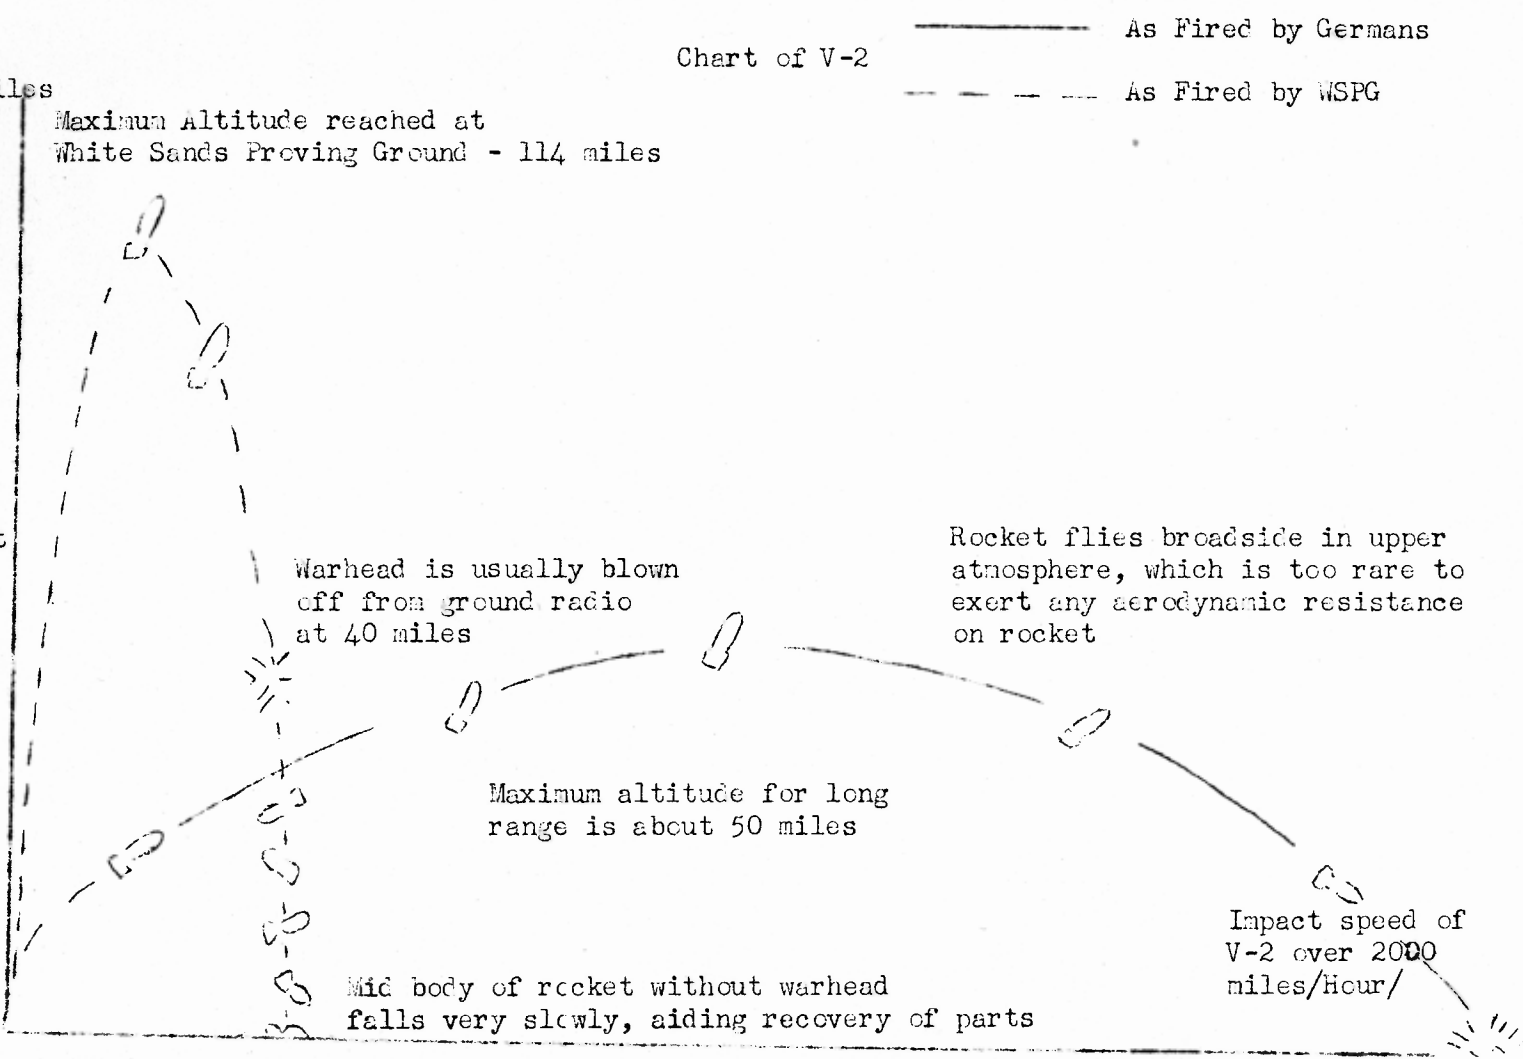 Chart of V-2
As Fired by Germans
As Fired by WSPG
Maximum Altitude reached at
White Sands Proving Ground - 114 miles
Warhead is usually blown
off from ground radio
at 40 miles
Rocket flies broadside in upper
atmosphere, which is too rare to
exert any aerodynamic resistance
on rocket
Maximum altitude for long
range is about 50 miles
Impact speed of
V-2 over 2000
miles/Hour/
Mid body of rocket without warhead
falls very slowly, aiding recovery of parts